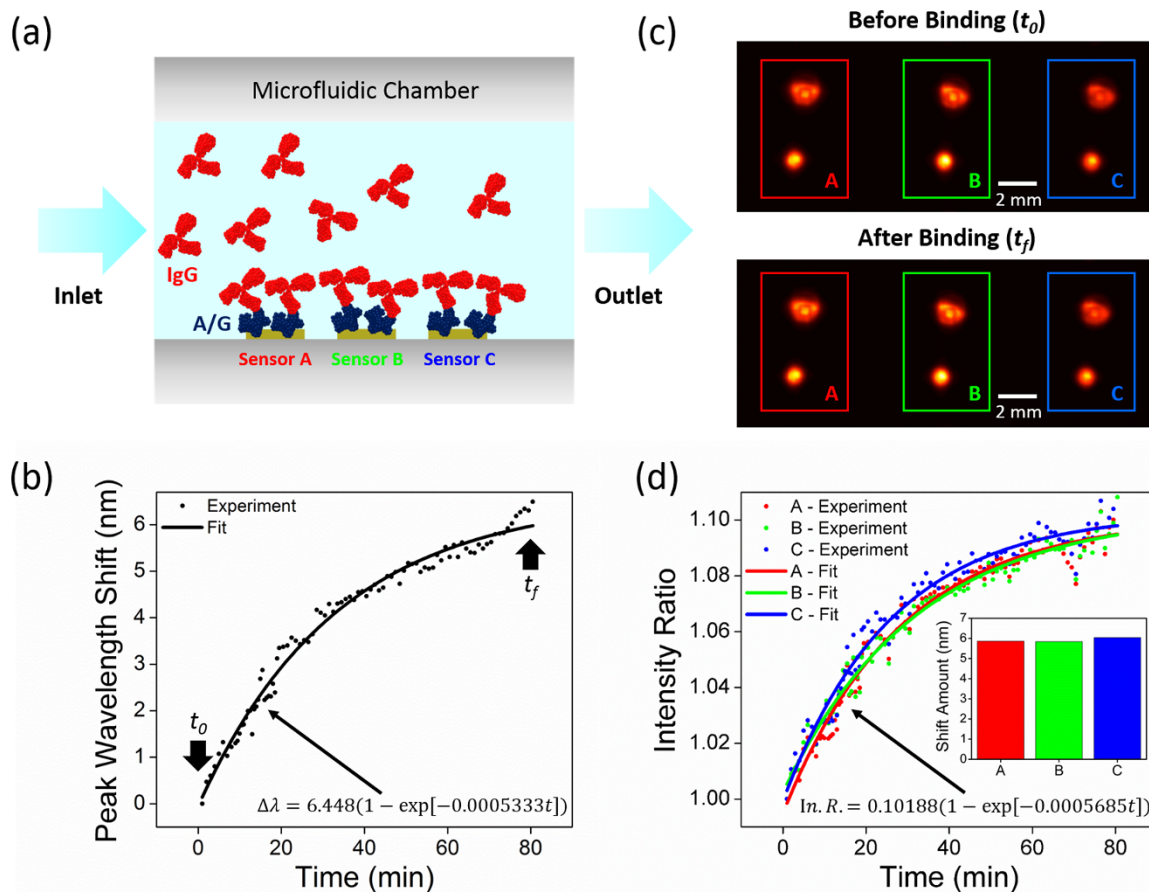 (a)
Microfluidic Chamber
Inlet
IgG
A/G
Sensor A
Sensor B
Sensor C
Outlet
(c)
Before Binding (t0)
A
B
C
2 mm
After Binding (tf)
A
B
C
2 mm
(b)
Peak Wavelength Shift (nm)
6
5
4
3
2
1
0
Experiment
Fit
t0
tf
Δλ = 6.448(1 − exp[−0.0005333t])
0 20 40 60 80
Time (min)
(d)
Intensity Ratio
1.10
1.08
1.06
1.04
1.02
1.00
A - Experiment
B - Experiment
C - Experiment
A - Fit
B - Fit
C - Fit
Shift Amount (nm)
7
6
5
4
3
2
1
0
A B C
In. R. = 0.10188(1 − exp[−0.0005685t])
0 20 40 60 80
Time (min)